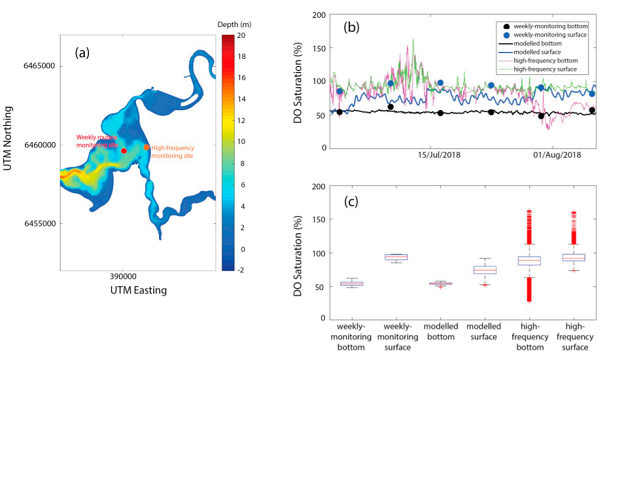 Depth (m)
(a)
20
18
16
14
12
10
8
6
4
2
0
-2
6465000
6460000
6455000
UTM Northing
Weekly
monitoring
High-frequency
monitoring site
390000
UTM Easting
(b)
200
150
100
50
0
DO Saturation (%)
weekly-monitoring bottom
weekly-monitoring surface
modelled bottom
modelled surface
high-frequency bottom
high-frequency surface
15/Jul/2018
01/Aug/2018
(c)
200
150
100
50
0
DO Saturation (%)
weekly-
monitoring
bottom
weekly-
monitoring
surface
modelled
bottom
modelled
surface
high-
frequency
bottom
high-
frequency
surface